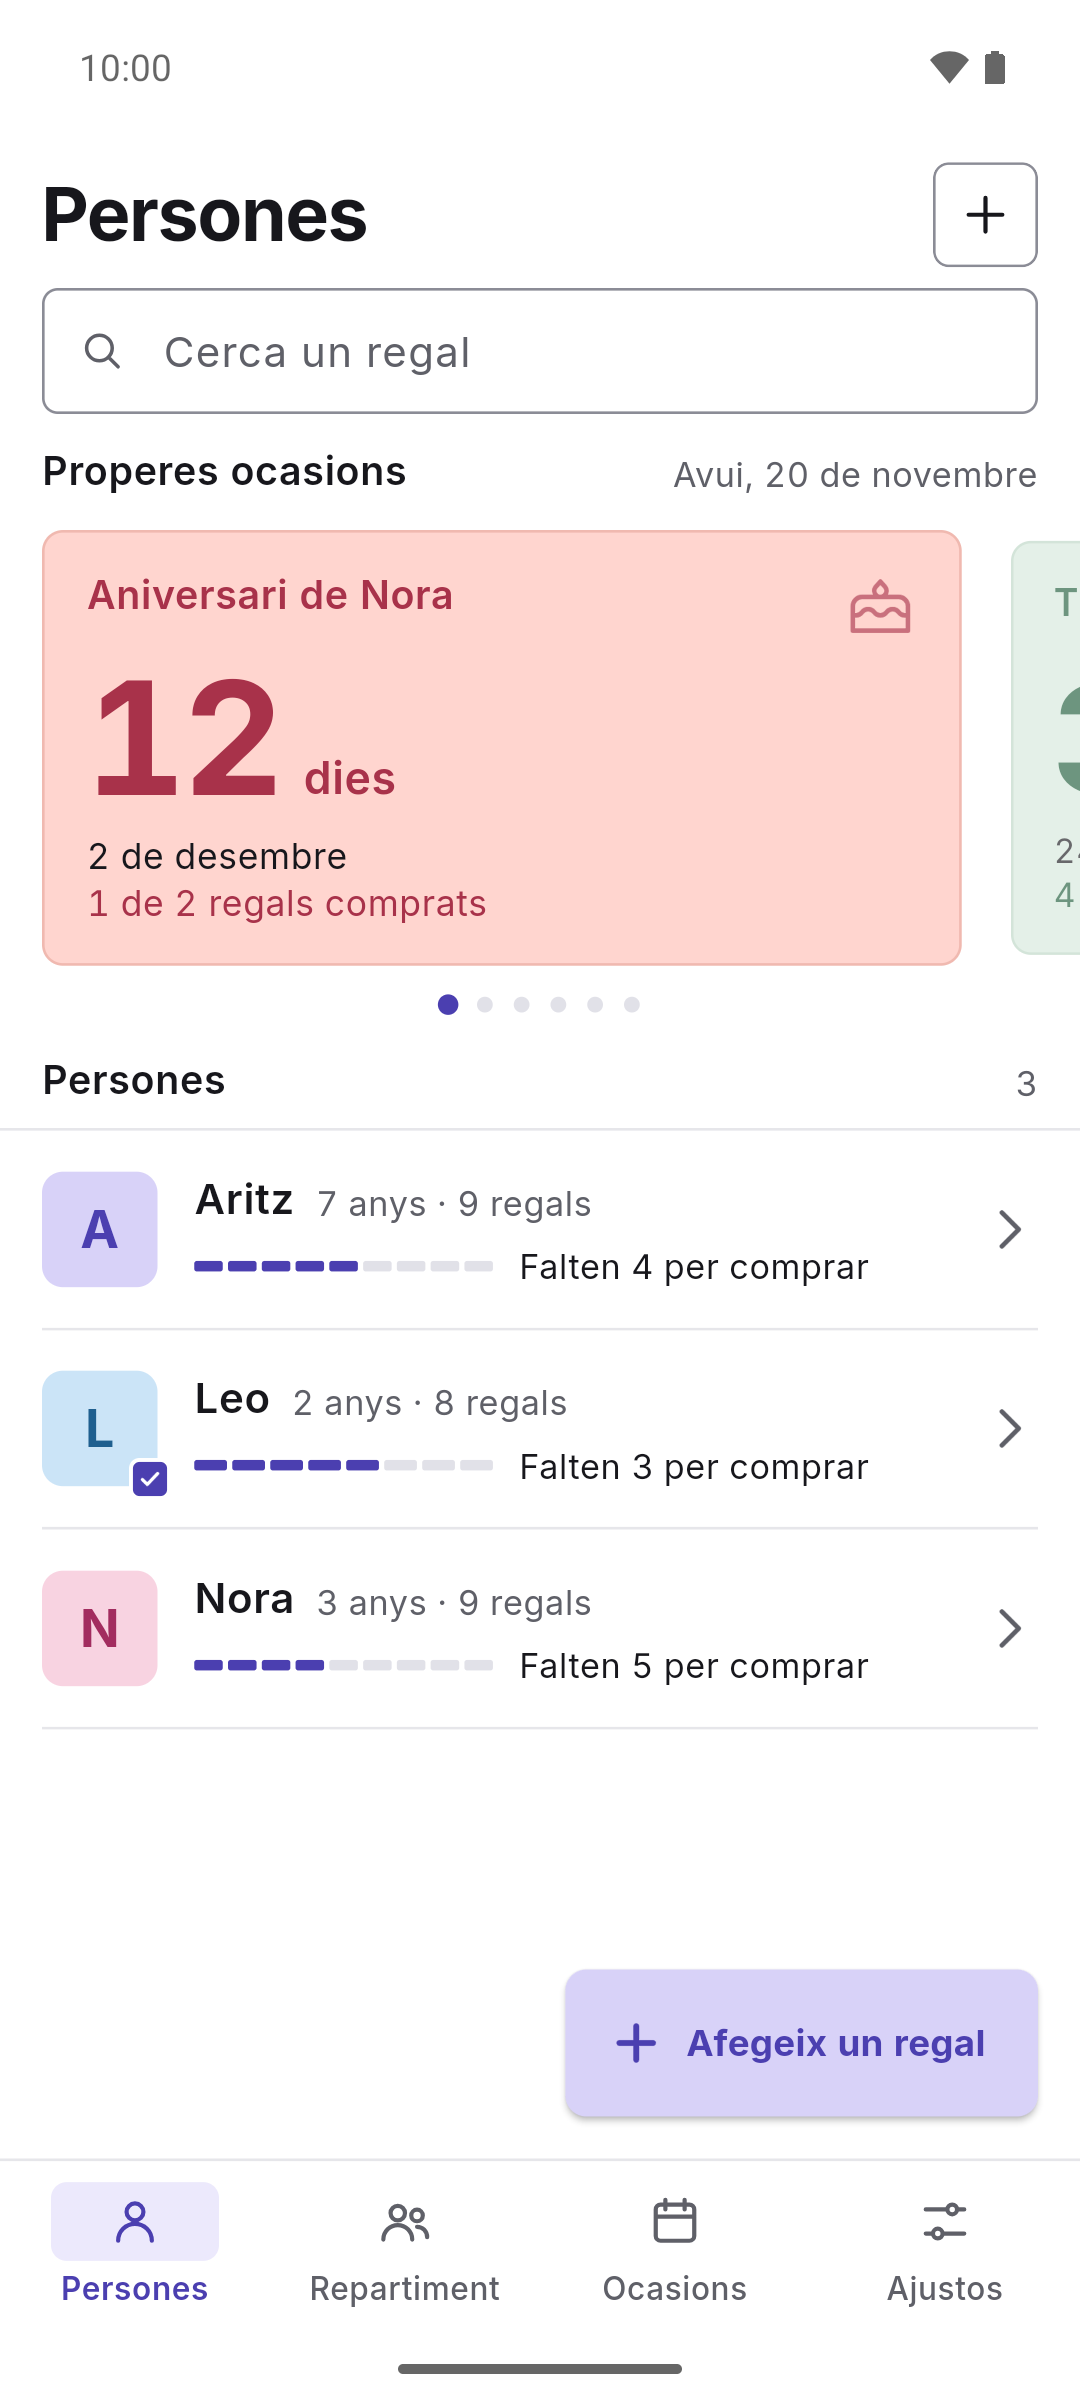 10:00
Persones
Cerca un regal
Properes ocasions
Avui, 20 de novembre
Aniversari de Nora
12 dies
2 de desembre
1 de 2 regals comprats
T
4
Persones
3
A
Aritz 7 anys · 9 regals
Falten 4 per comprar
L
Leo 2 anys · 8 regals
Falten 3 per comprar
N
Nora 3 anys · 9 regals
Falten 5 per comprar
Afegeix un regal
Persones
Repartiment
Ocasions
Ajustos